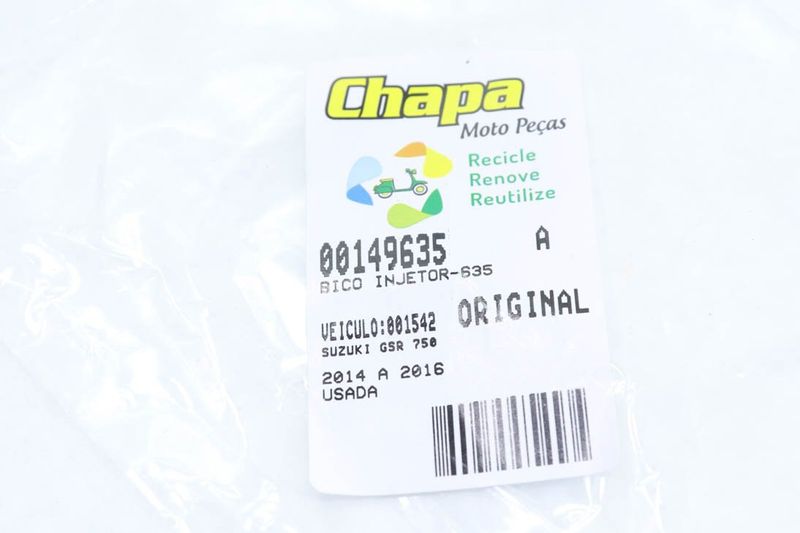 Chapa
Moto Peças
Recicle
Renove
Reutilize
00149635 A
BICO INJETOR-635
VEICULO:001542 ORIGINAL
SUZUKI GSR 750
2014 A 2016
USADA